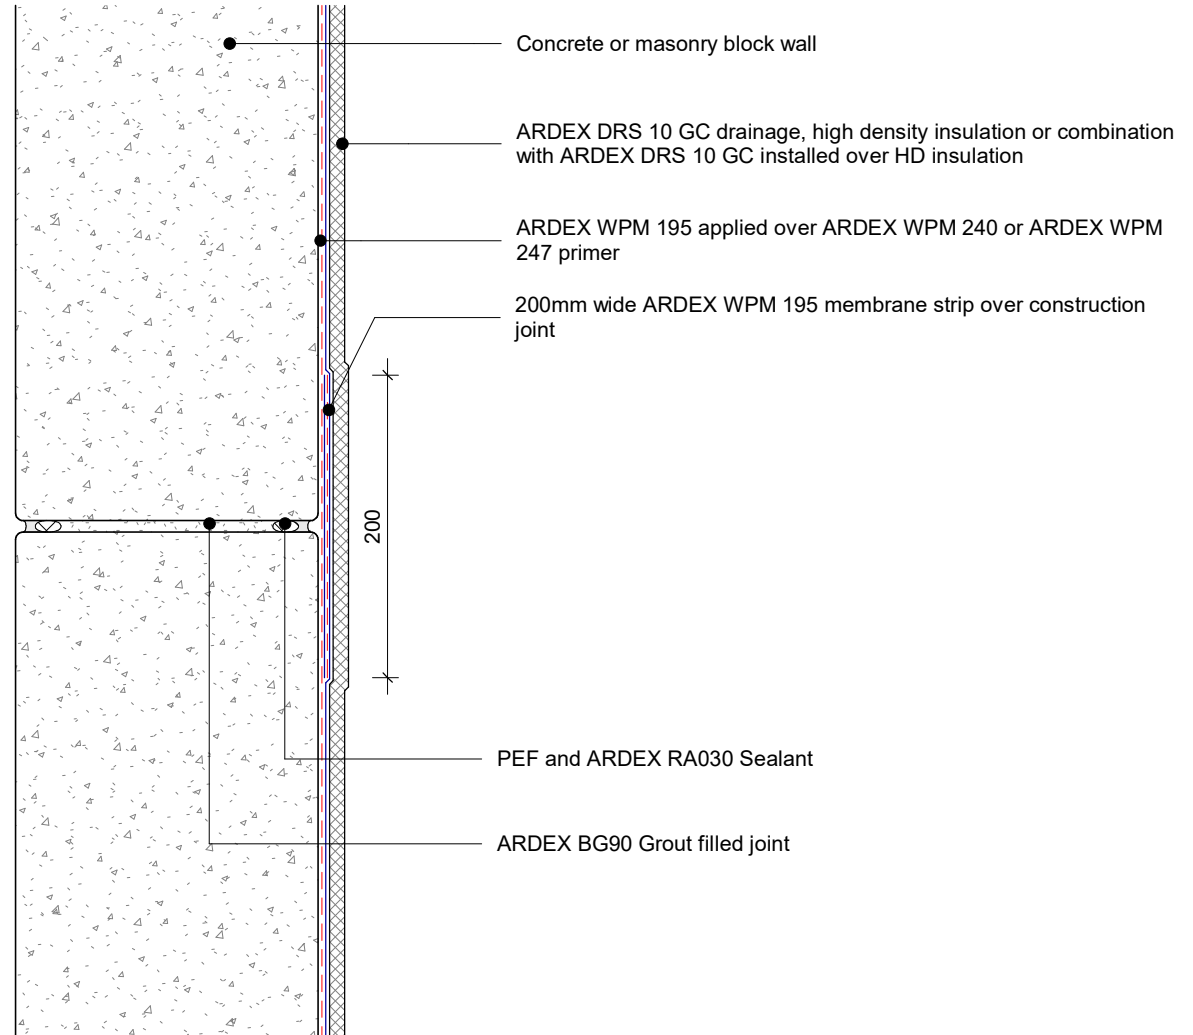 Concrete or masonry block wall
ARDEX DRS 10 GC drainage, high density insulation or combination
with ARDEX DRS 10 GC installed over HD insulation
ARDEX WPM 195 applied over ARDEX WPM 240 or ARDEX WPM
247 primer
200mm wide ARDEX WPM 195 membrane strip over construction
joint
200
PEF and ARDEX RA030 Sealant
ARDEX BG90 Grout filled joint